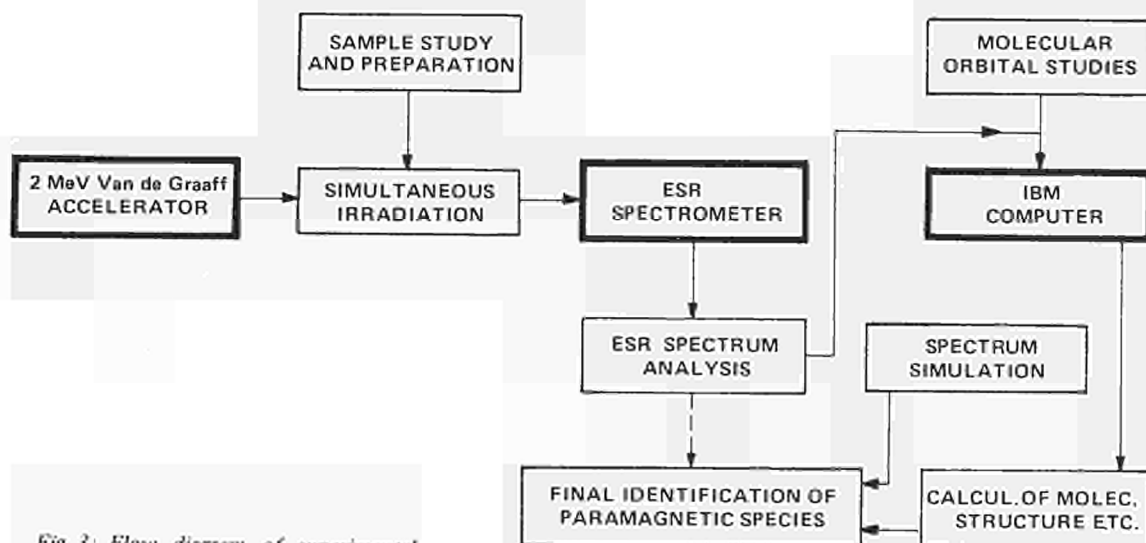 SAMPLE STUDY
AND PREPARATION
MOLECULAR
ORBITAL STUDIES
2 MeV Van de Graaff
ACCELERATOR
SIMULTANEOUS
IRRADIATION
ESR
SPECTROMETER
IBM
COMPUTER
ESR SPECTRUM
ANALYSIS
SPECTRUM
SIMULATION
FINAL IDENTIFICATION OF
PARAMAGNETIC SPECIES
CALCUL. OF MOLEC.
STRUCTURE ETC.
Fig. 3: Flow diagram of